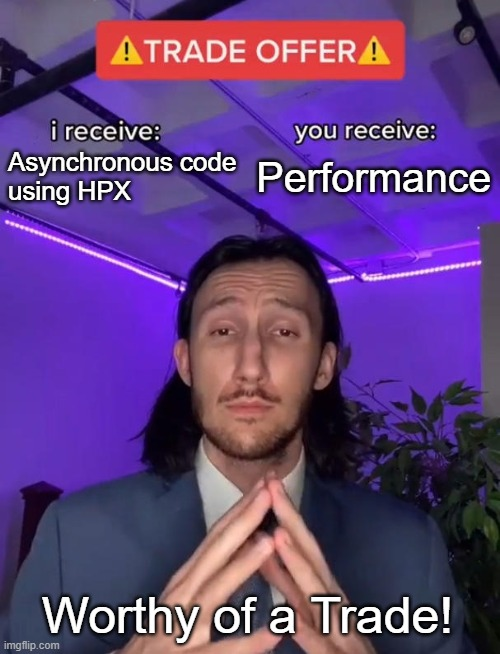 ⚠️TRADE OFFER⚠️
i receive:
you receive:
Asynchronous code
using HPX
Performance
Worthy of a Trade!
imgflip.com